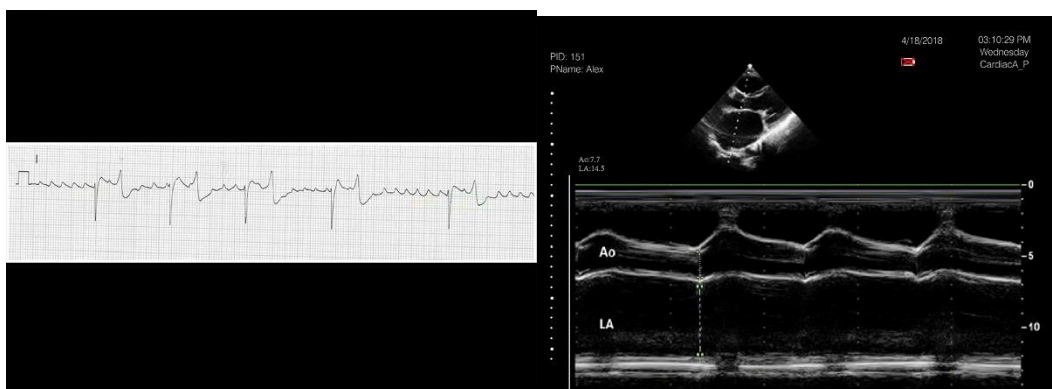 I
PID: 151
PName: Alex
4/18/2018
03:10:29 PM
Wednesday
CardiacA_P
Ao:7.7
LA:14.5
0
Ao
5
LA
10